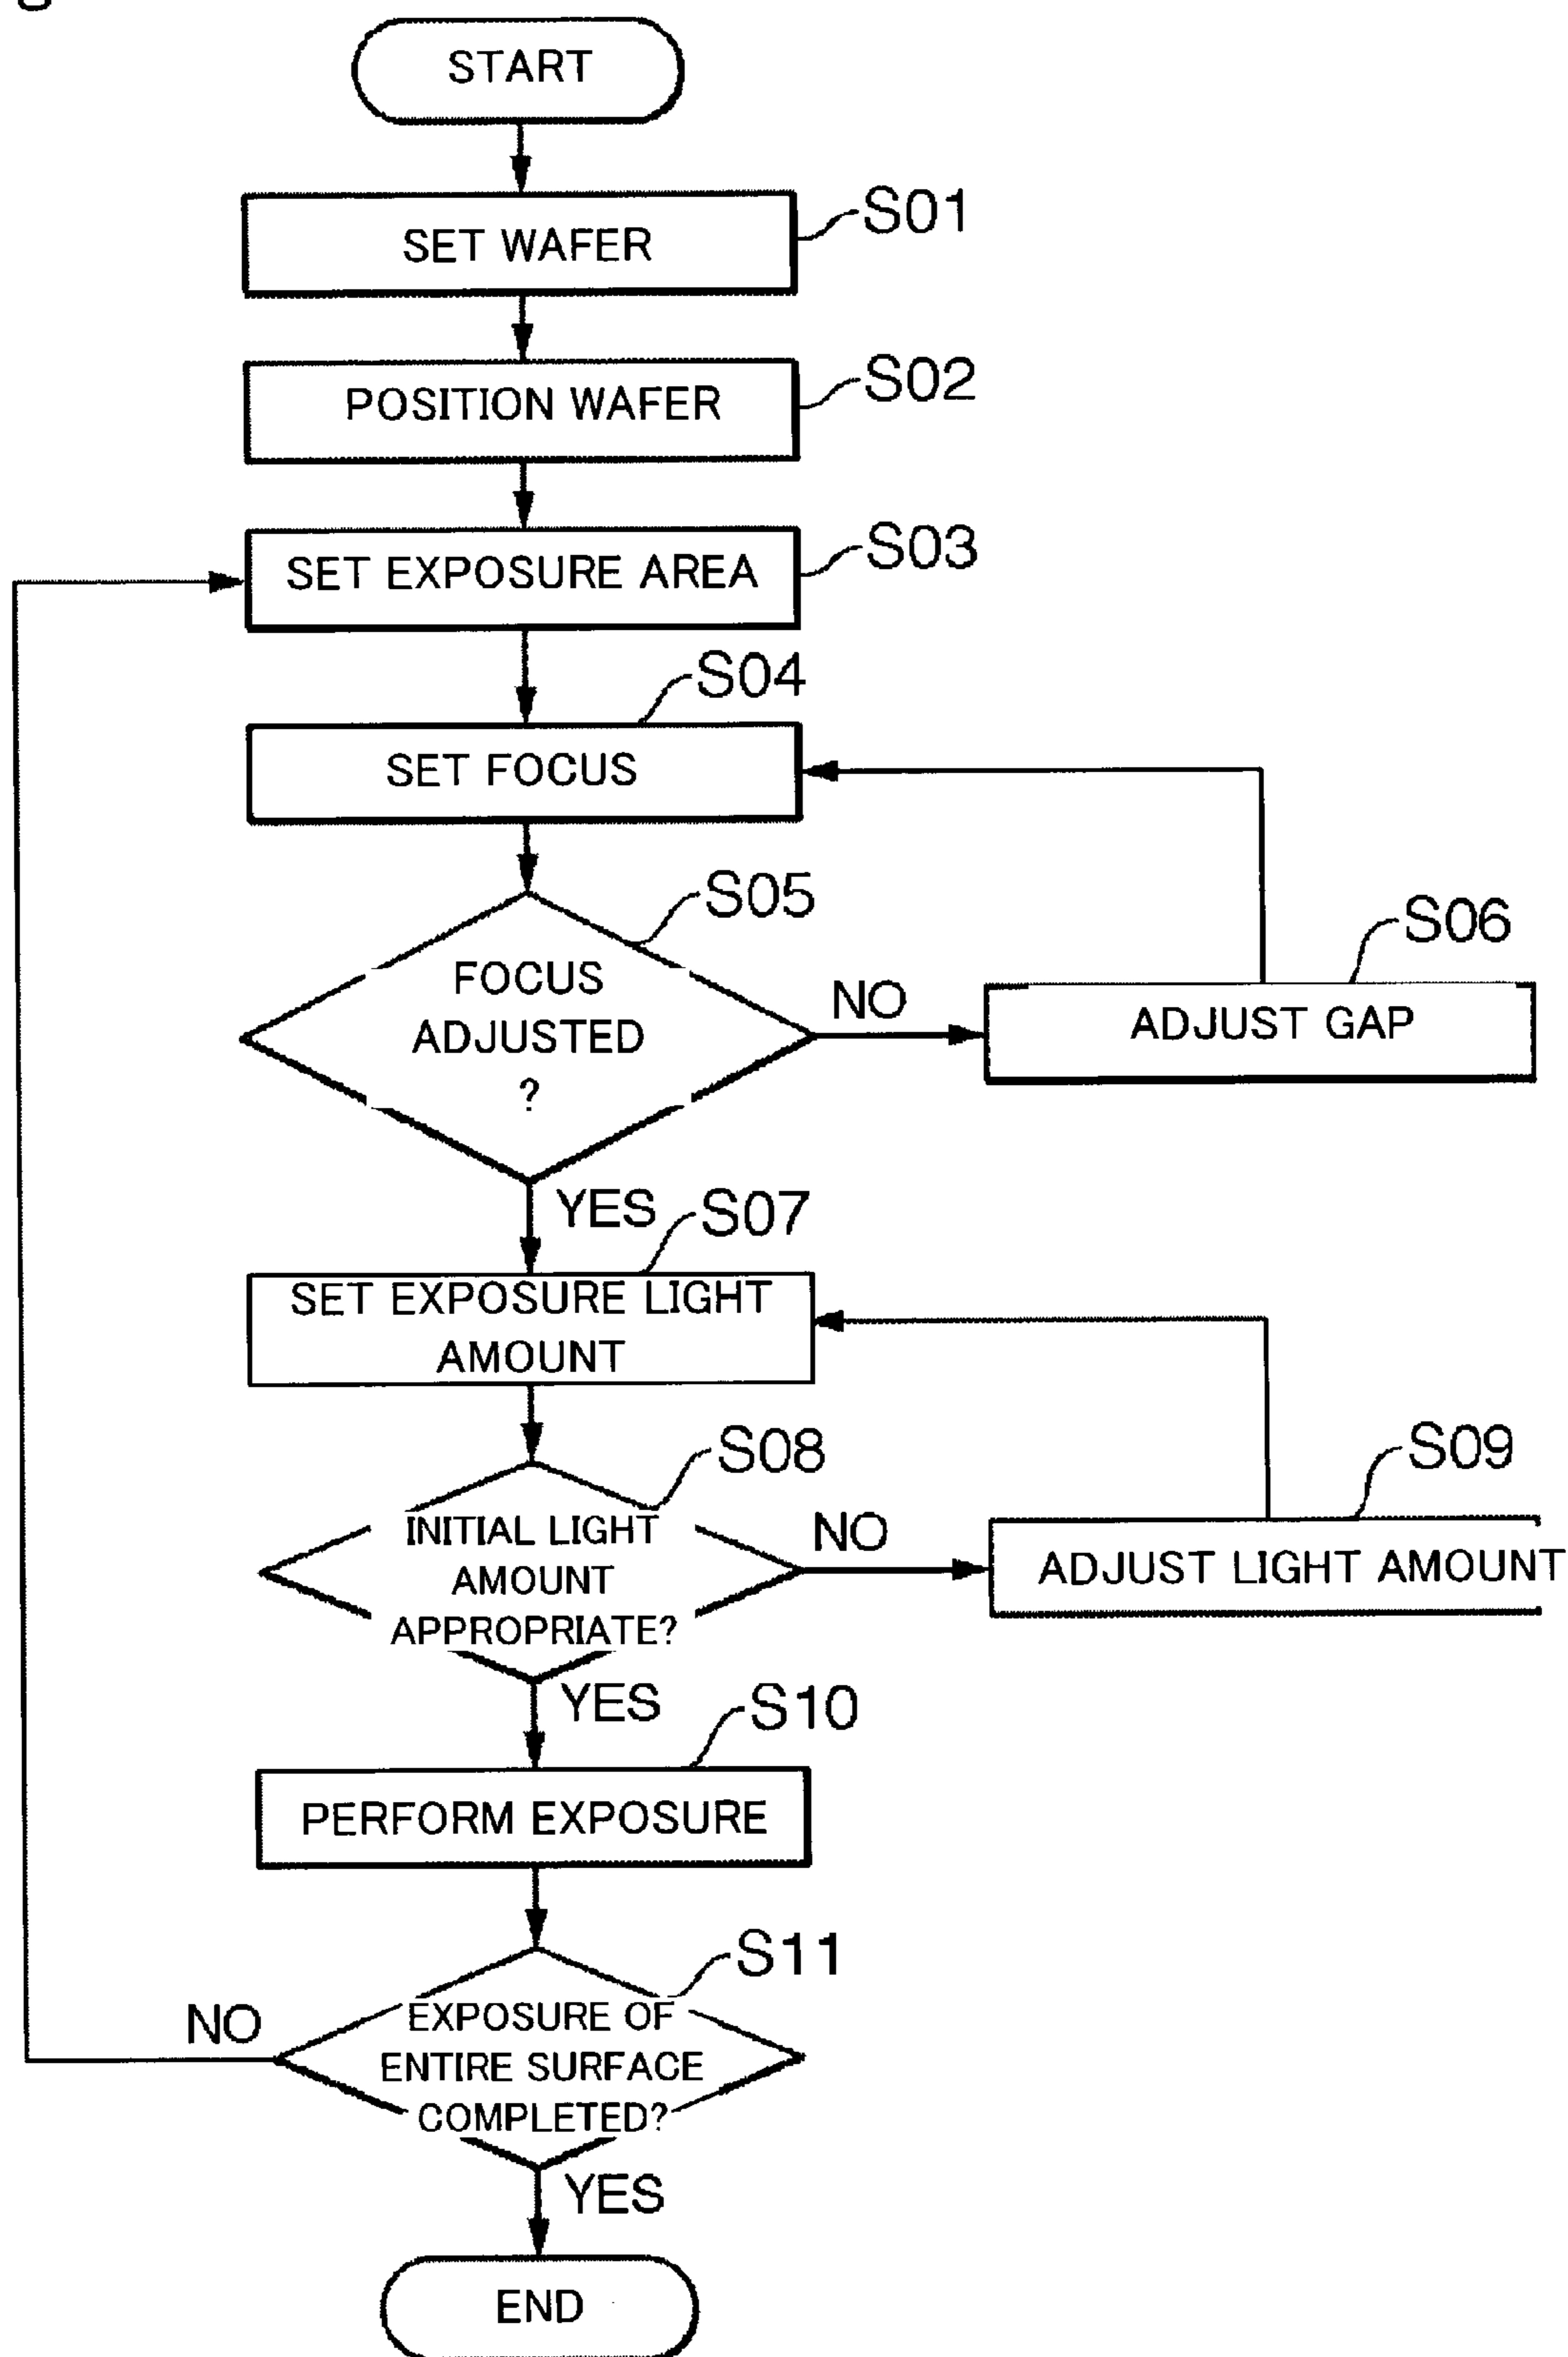 START
SET WAFER
S01
POSITION WAFER
S02
SET EXPOSURE AREA
S03
S04
SET FOCUS
S05
FOCUS
ADJUSTED
?
NO
S06
ADJUST GAP
YES
S07
SET EXPOSURE LIGHT
AMOUNT
S08
INITIAL LIGHT
AMOUNT
APPROPRIATE?
NO
S09
ADJUST LIGHT AMOUNT
YES
S10
PERFORM EXPOSURE
S11
EXPOSURE OF
ENTIRE SURFACE
COMPLETED?
NO
YES
END